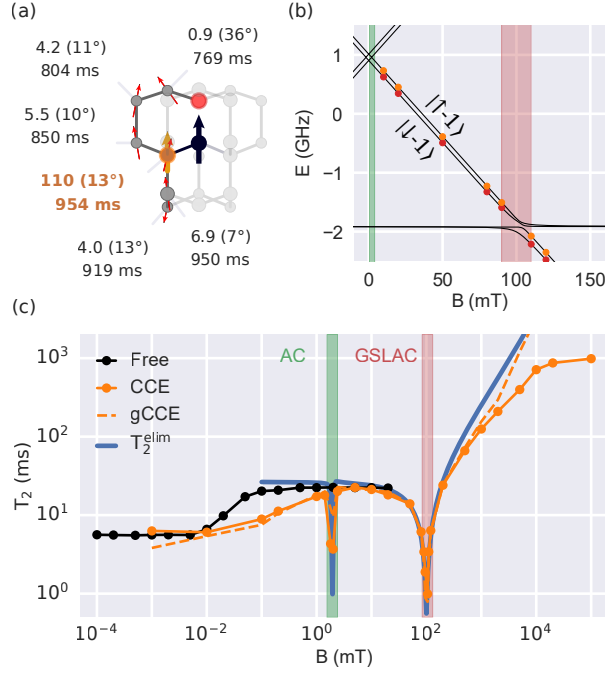 (a)
4.2 (11°)
804 ms
0.9 (36°)
769 ms
5.5 (10°)
850 ms
110 (13°)
954 ms
4.0 (13°)
919 ms
6.9 (7°)
950 ms
(b)
E (GHz)
1
0
−1
−2
|↑-1⟩
|↓-1⟩
0
50
100
150
B (mT)
(c)
T₂ (ms)
10³
10²
10¹
10⁰
Free
CCE
gCCE
T₂ᵉˡⁱᵐ
AC
GSLAC
10⁻⁴
10⁻²
10⁰
10²
10⁴
B (mT)